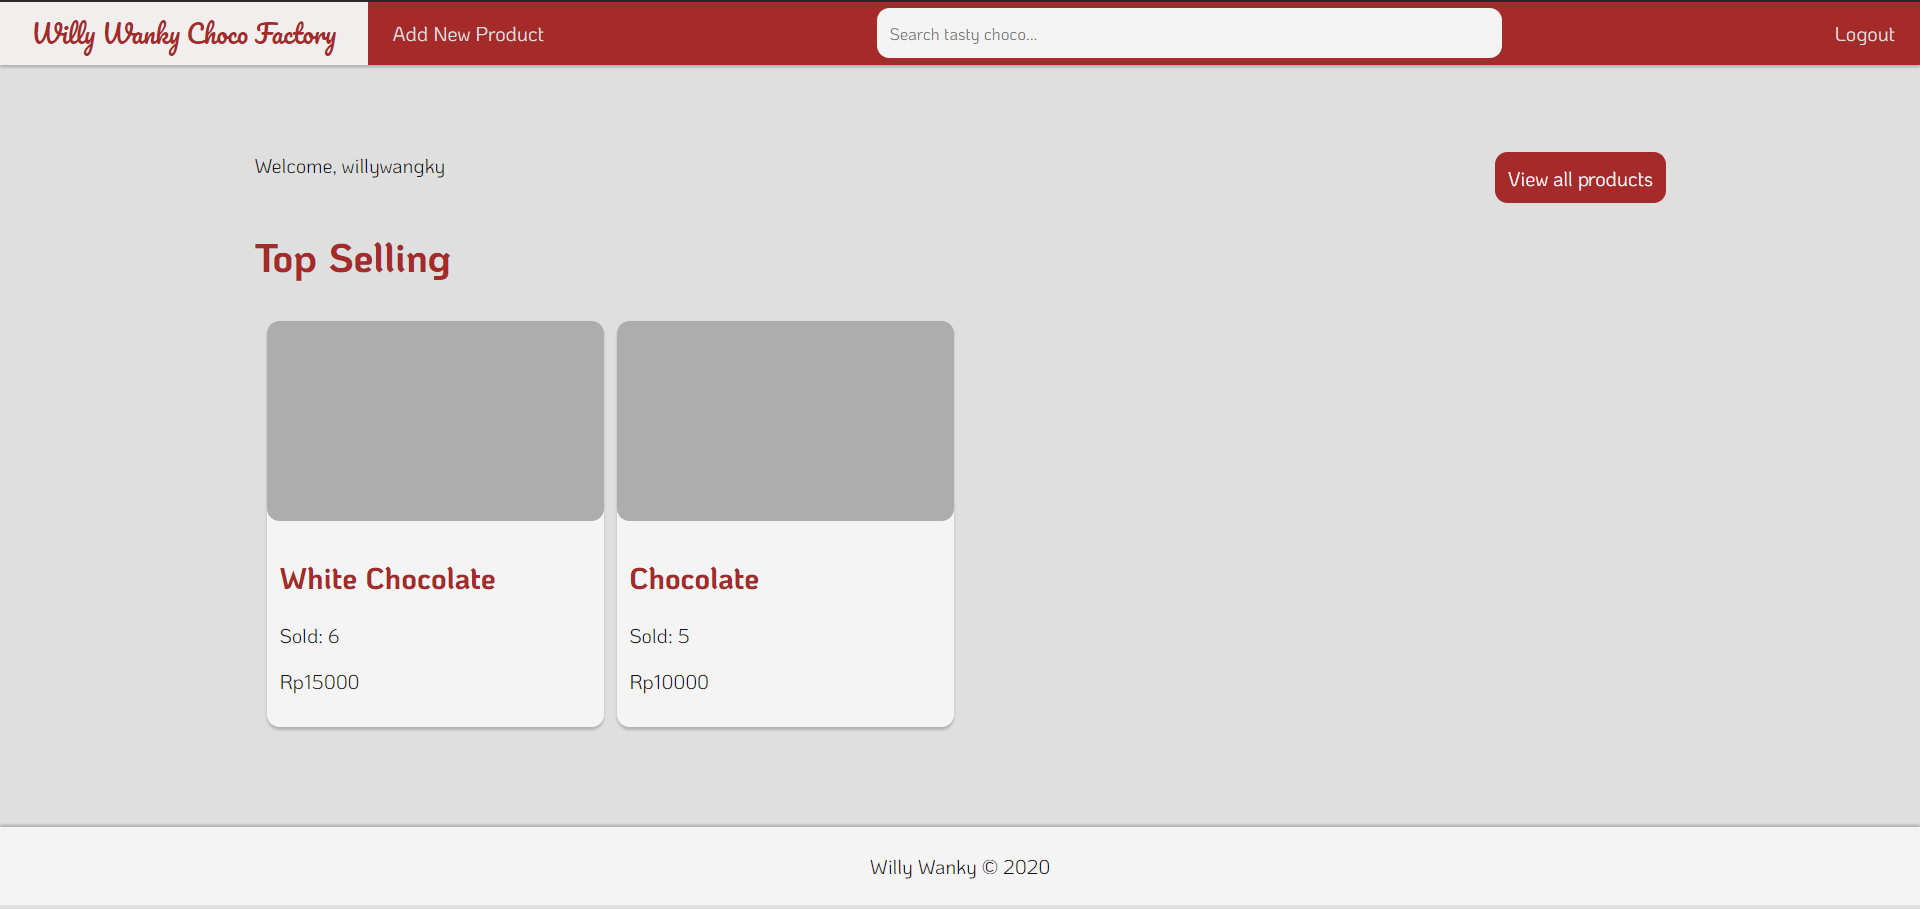 Willy Wanky Choco Factory
Add New Product
Search tasty choco...
Logout
Welcome, willywangky
View all products
Top Selling
White Chocolate
Sold: 6
Rp15000
Chocolate
Sold: 5
Rp10000
Willy Wanky © 2020